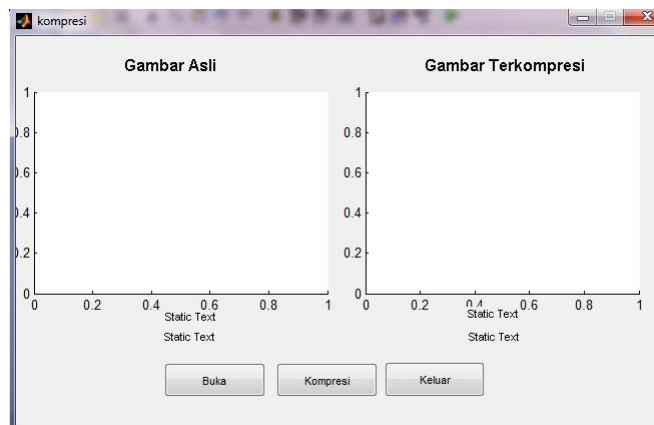 kompresi
Gambar Asli
Gambar Terkompresi
1
0.8
0.6
0.4
0.2
0
0 0.2 0.4 0.6 0.8 1
Static Text
Static Text
1
0.8
0.6
0.4
0.2
0
0 0.2 0.4 0.6 0.8 1
Static Text
Static Text
Buka
Kompresi
Keluar